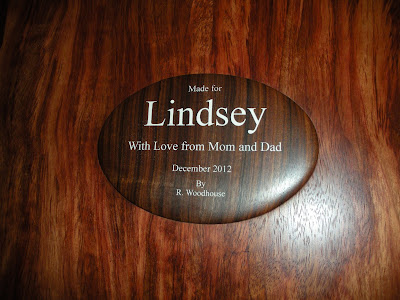 Made for
Lindsey
With Love from Mom and Dad
December 2012
By
R. Woodhouse